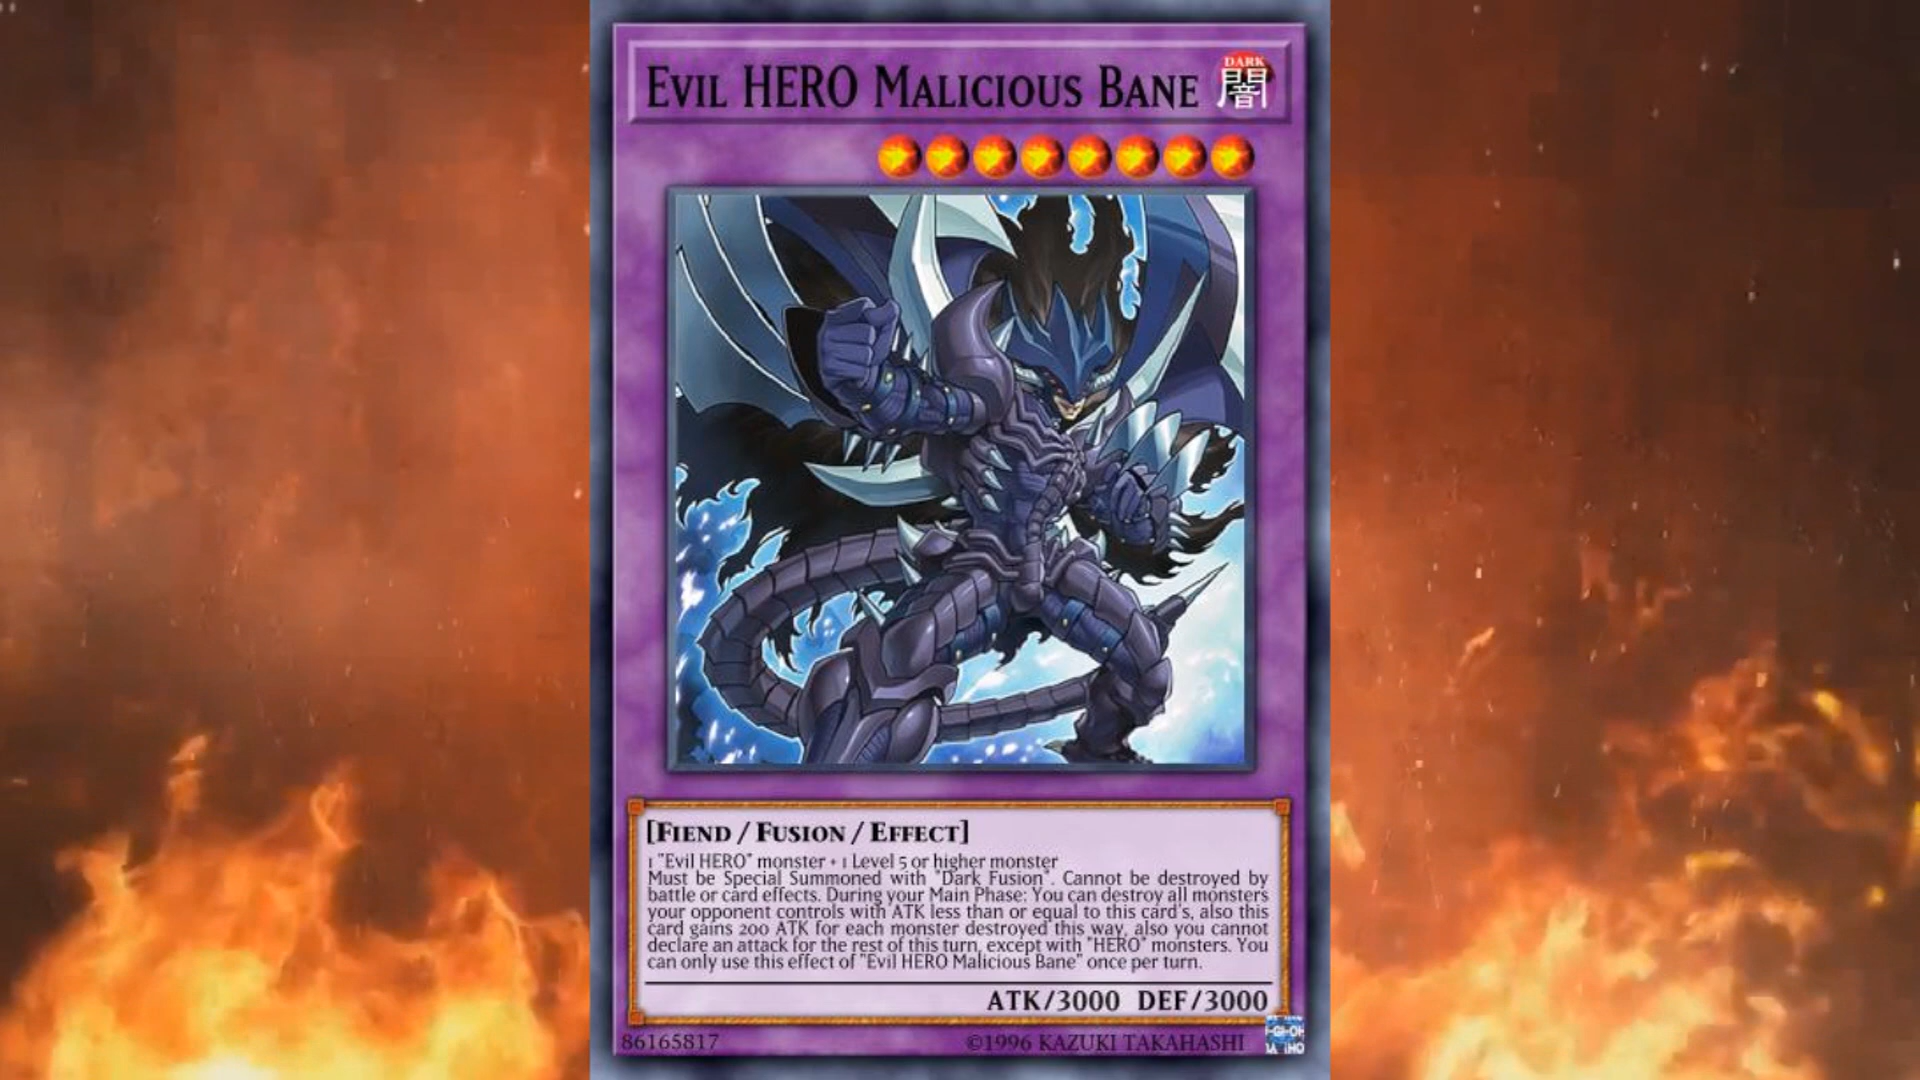 Evil HERO Malicious Bane
DARK
闇
[Fiend / Fusion / Effect]
1 "Evil HERO" monster + 1 Level 5 or higher monster
Must be Special Summoned with "Dark Fusion". Cannot be destroyed by
battle or card effects. During your Main Phase: You can destroy all monsters
your opponent controls with ATK less than or equal to this card's, also this
card gains 200 ATK for each monster destroyed this way, also you cannot
declare an attack for the rest of this turn, except with "HERO" monsters. You
can only use this effect of "Evil HERO Malicious Bane" once per turn.
ATK/3000 DEF/3000
86165817
©1996 KAZUKI TAKAHASHI